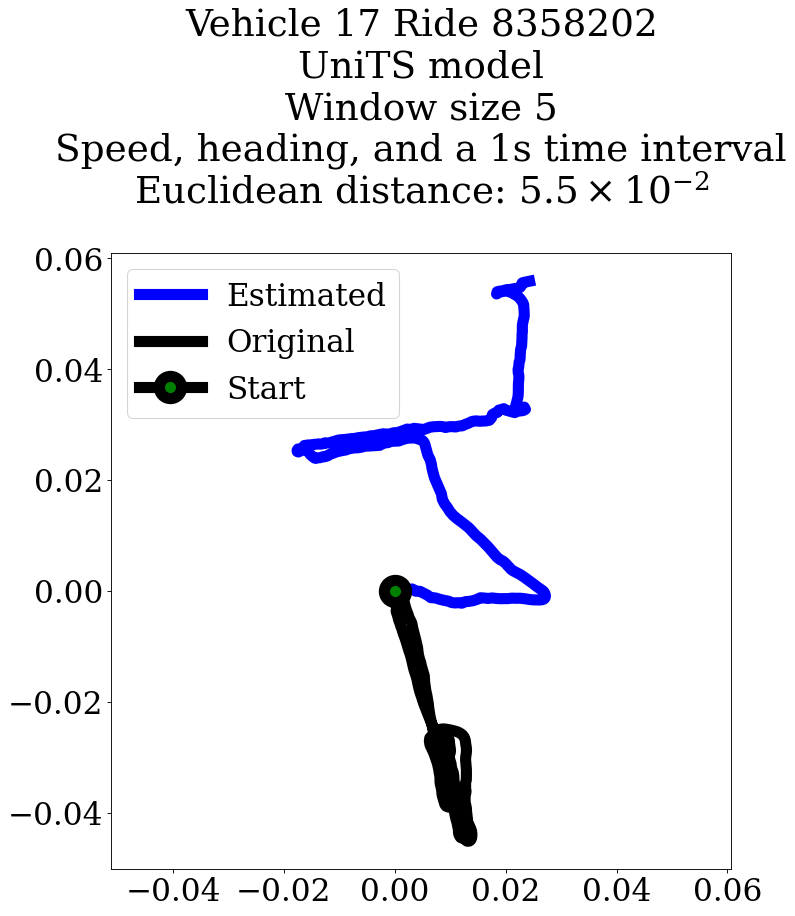 Vehicle 17 Ride 8358202
UniTS model
Window size 5
Speed, heading, and a 1s time interval
Euclidean distance: 5.5 × 10⁻²
0.06
0.04
0.02
0.00
−0.02
−0.04
Estimated
Original
Start
−0.04 −0.02 0.00 0.02 0.04 0.06